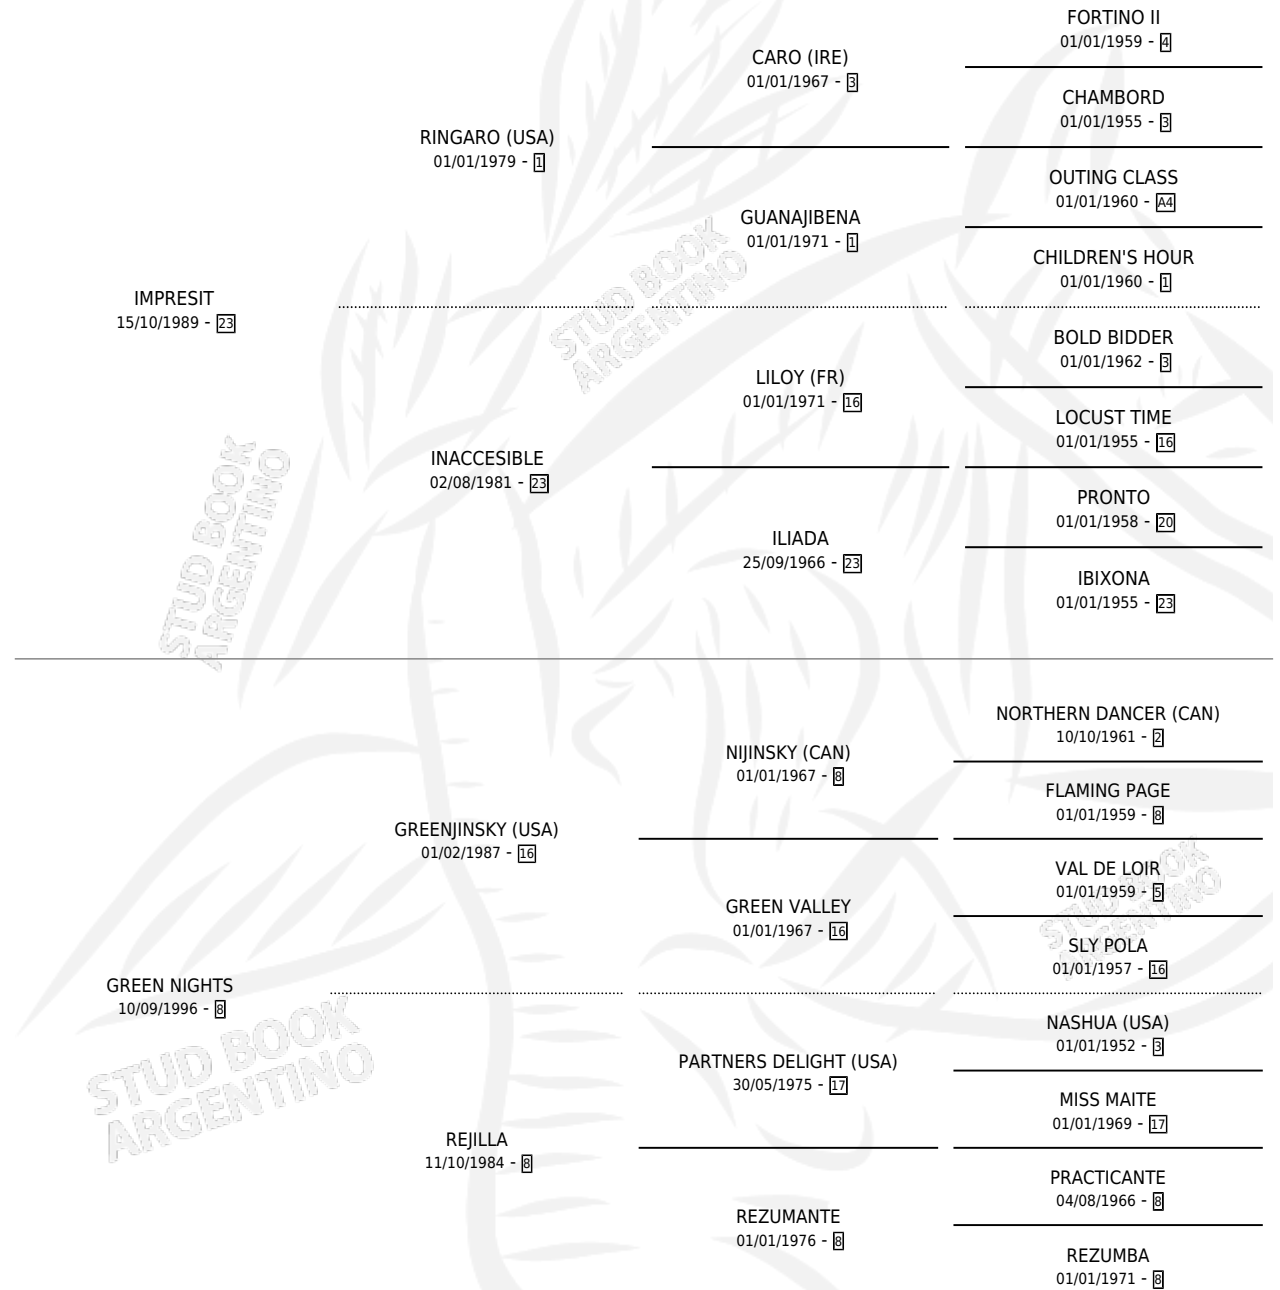 FORTINO II
01/01/1959 - 4
CARO (IRE)
01/01/1967 - 3
CHAMBORD
01/01/1955 - 3
RINGARO (USA)
01/01/1979 - 1
OUTING CLASS
01/01/1960 - A4
GUANAJIBENA
01/01/1971 - 1
CHILDREN'S HOUR
01/01/1960 - 1
IMPRESIT
15/10/1989 - 23
STUD BOOK
ARGENTINO
BOLD BIDDER
01/01/1962 - 3
LILOY (FR)
01/01/1971 - 16
LOCUST TIME
01/01/1955 - 16
INACCESIBLE
02/08/1981 - 23
PRONTO
01/01/1958 - 20
ILIADA
25/09/1966 - 23
IBIXONA
01/01/1955 - 23
STUD BOOK
ARGENTINO
NORTHERN DANCER (CAN)
10/10/1961 - 2
NIJINSKY (CAN)
01/01/1967 - 8
FLAMING PAGE
01/01/1959 - 8
GREENJINSKY (USA)
01/02/1987 - 16
VAL DE LOIR
01/01/1959 - 5
GREEN VALLEY
01/01/1967 - 16
STUD BOOK
ARGENTINO
SLY POLA
01/01/1957 - 16
GREEN NIGHTS
10/09/1996 - 8
STUD BOOK
ARGENTINO
NASHUA (USA)
01/01/1952 - 3
PARTNERS DELIGHT (USA)
30/05/1975 - 17
MISS MAITE
01/01/1969 - 17
REJILLA
11/10/1984 - 8
PRACTICANTE
04/08/1966 - 8
REZUMANTE
01/01/1976 - 8
REZUMBA
01/01/1971 - 8